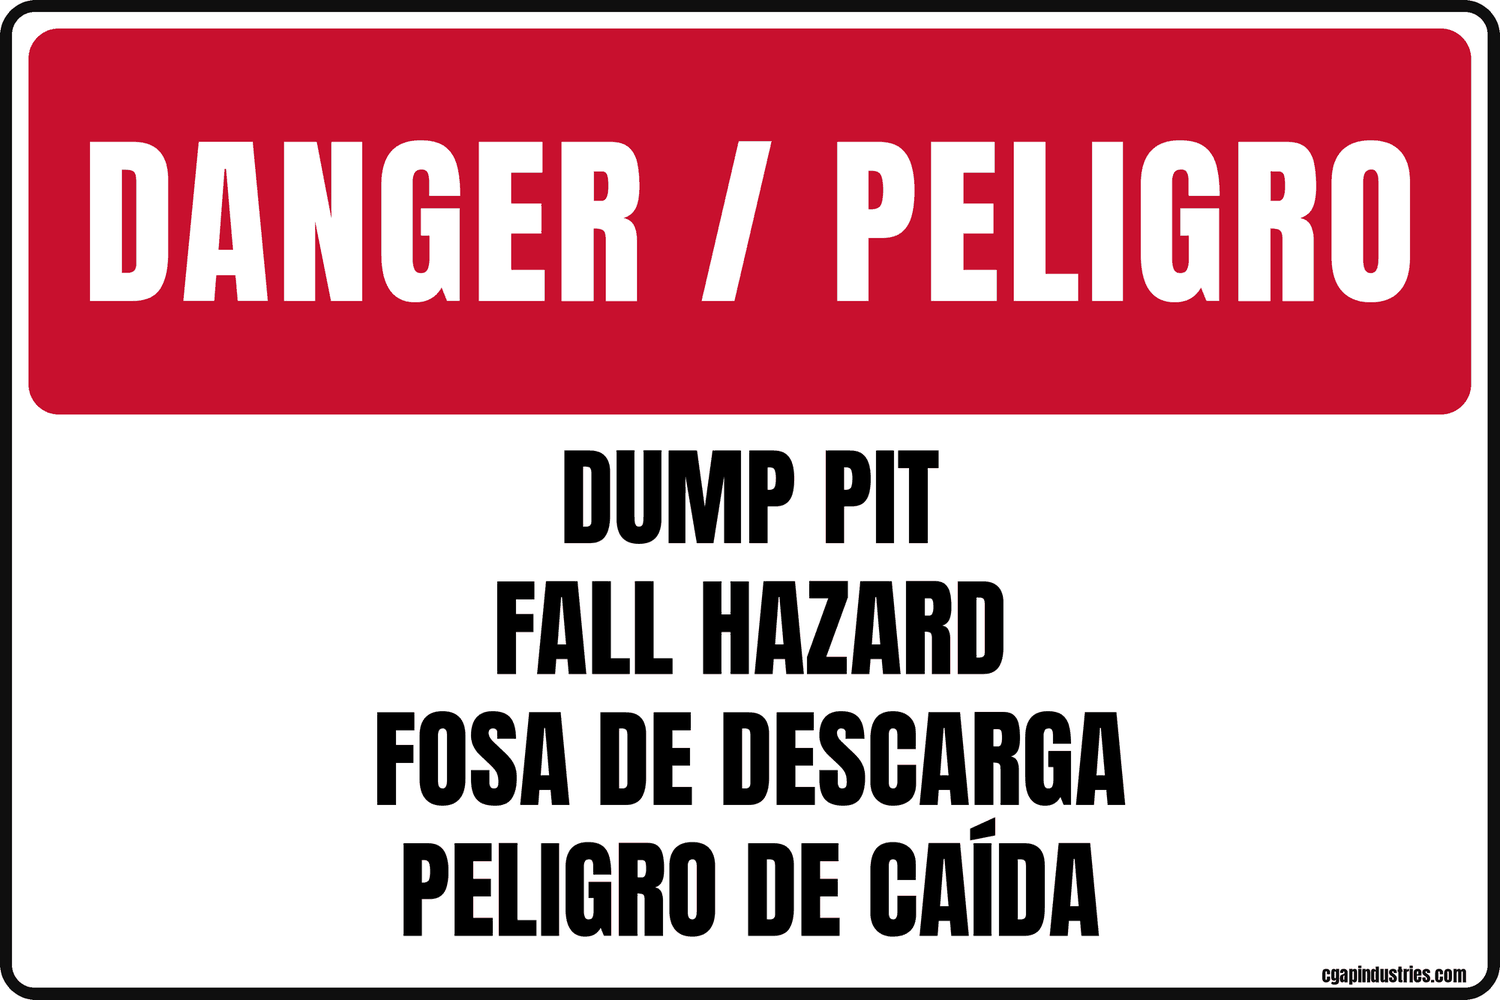 DANGER / PELIGRO
DUMP PIT
FALL HAZARD
FOSA DE DESCARGA
PELIGRO DE CAÍDA
cgapindustries.com